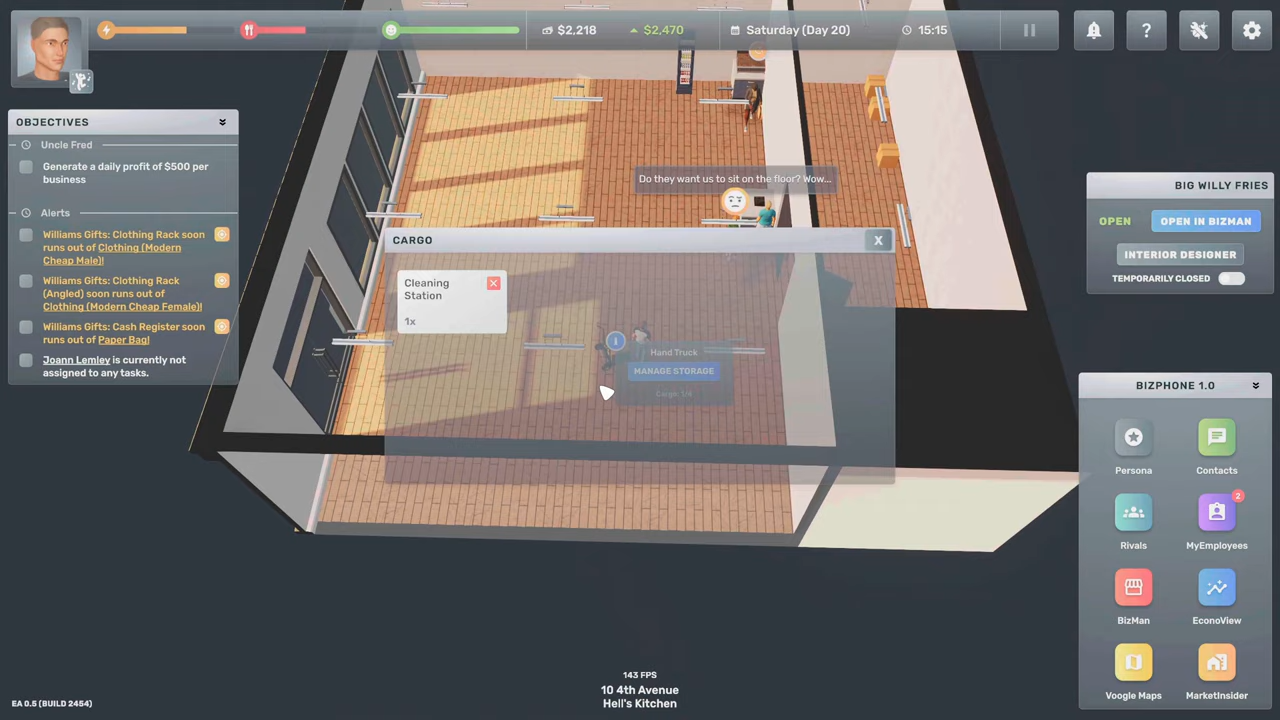 $2,218
$2,470
Saturday (Day 20)
15:15
?
OBJECTIVES
Uncle Fred
Generate a daily profit of $500 per
business
Alerts
Williams Gifts: Clothing Rack soon
runs out of Clothing (Modern
Cheap Male)!
Williams Gifts: Clothing Rack
(Angled) soon runs out of
Clothing (Modern Cheap Female)!
Williams Gifts: Cash Register soon
runs out of Paper Bag!
Joann Lemley is currently not
assigned to any tasks.
Do they want us to sit on the floor? Wow...
CARGO
X
Cleaning
Station
1x
i
Hand Truck
MANAGE STORAGE
Cargo: 1/6
BIG WILLY FRIES
OPEN
OPEN IN BIZMAN
INTERIOR DESIGNER
TEMPORARILY CLOSED
BIZPHONE 1.0
Persona
Contacts
Rivals
2
MyEmployees
BizMan
EconoView
Voogle Maps
MarketInsider
143 FPS
10 4th Avenue
Hell's Kitchen
EA 0.5 (BUILD 2454)